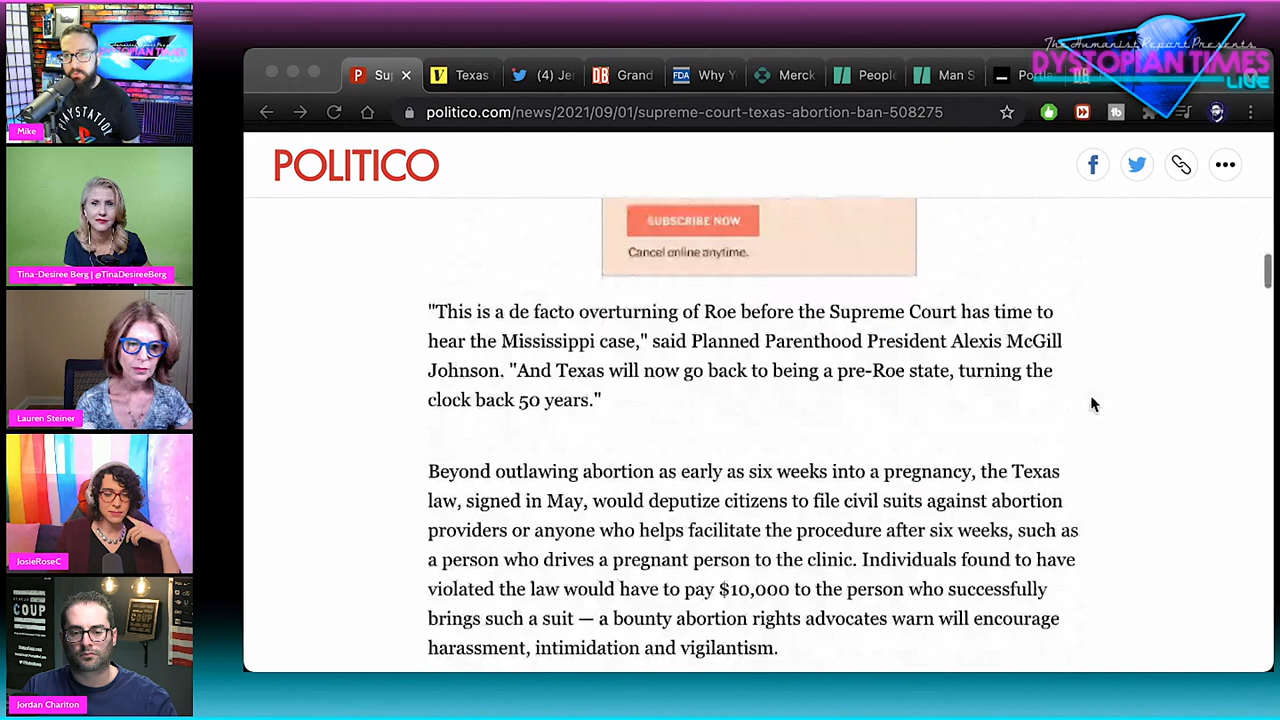 The Humanist Report Presents
DYSTOPIAN TIMES
LIVE
Mike
PLAYSTATION
Tina-Desiree Berg | @TinaDesireeBerg
Lauren Steiner
JosieRoseC
COUP
Jordan Chariton
Su
Texas
(4) Je
Grand
FDA
Why Y
Merck
People
Man S
politico.com/news/2021/09/01/supreme-court-texas-abortion-ban-508275
POLITICO
SUBSCRIBE NOW
Cancel online anytime.
"This is a de facto overturning of Roe before the Supreme Court has time to
hear the Mississippi case," said Planned Parenthood President Alexis McGill
Johnson. "And Texas will now go back to being a pre-Roe state, turning the
clock back 50 years."
Beyond outlawing abortion as early as six weeks into a pregnancy, the Texas
law, signed in May, would deputize citizens to file civil suits against abortion
providers or anyone who helps facilitate the procedure after six weeks, such as
a person who drives a pregnant person to the clinic. Individuals found to have
violated the law would have to pay $10,000 to the person who successfully
brings such a suit — a bounty abortion rights advocates warn will encourage
harassment, intimidation and vigilantism.